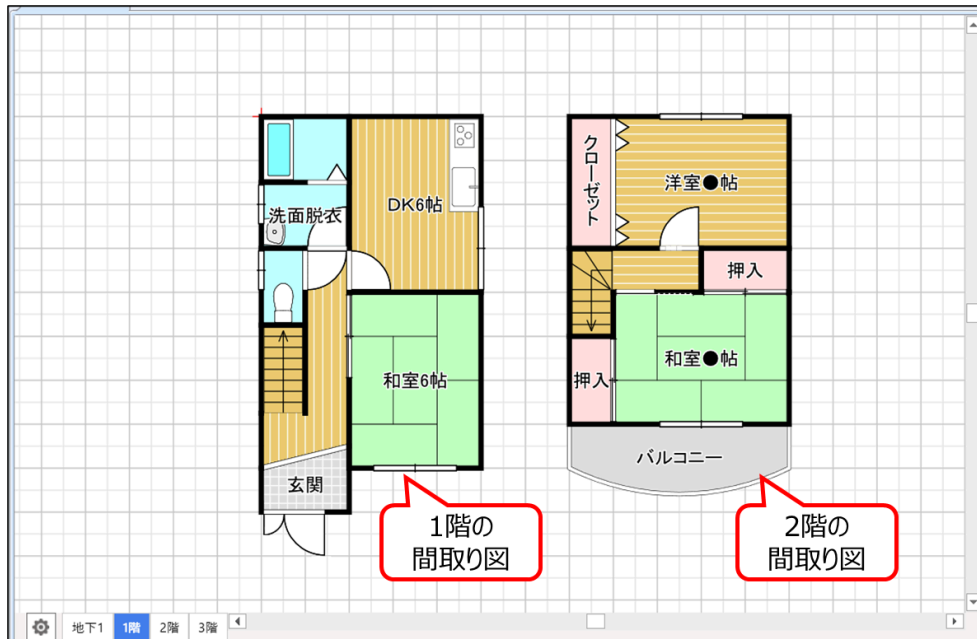 クローゼット
洋室●帖
DK6帖
洗面脱衣
押入
和室●帖
和室6帖
押入
バルコニー
玄関
1階の
間取り図
2階の
間取り図
地下1
1階
2階
3階